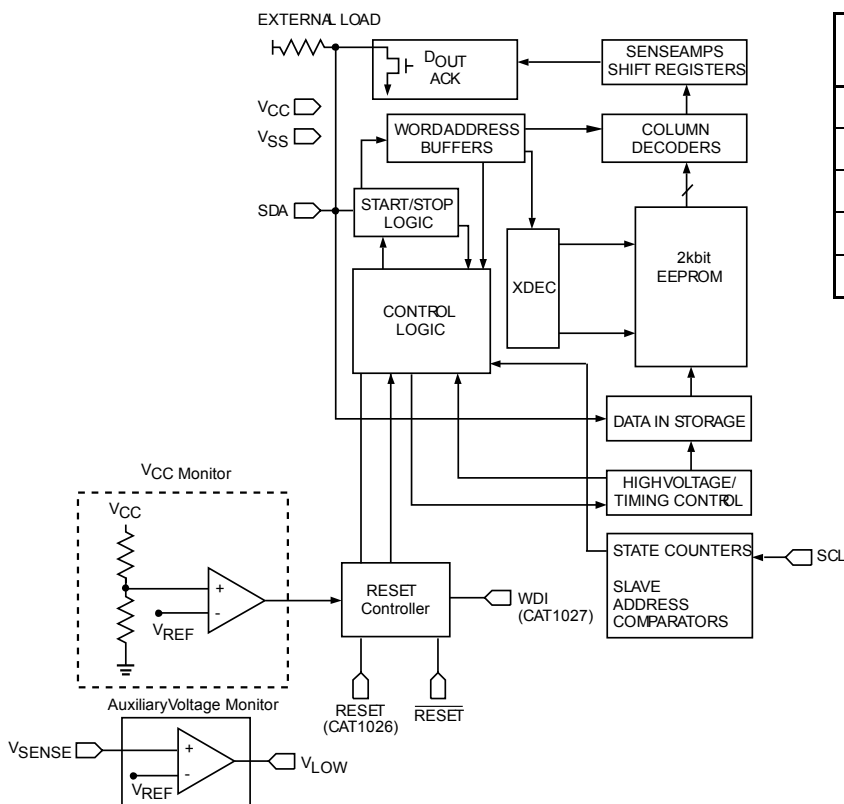 EXTERNAL LOAD
DOUT
ACK
SENSEAMPS
SHIFT REGISTERS
VCC
VSS
WORDADDRESS
BUFFERS
COLUMN
DECODERS
SDA
START/STOP
LOGIC
XDEC
2kbit
EEPROM
CONTROL
LOGIC
DATA IN STORAGE
HIGHVOLTAGE/
TIMING CONTROL
VCC Monitor
VCC
+
-
VREF
RESET
Controller
WDI
(CAT1027)
STATE COUNTERS
SLAVE
ADDRESS
COMPARATORS
SCL
RESET
(CAT1026)
RESET
AuxiliaryVoltage Monitor
VSENSE
+
-
VREF
VLOW